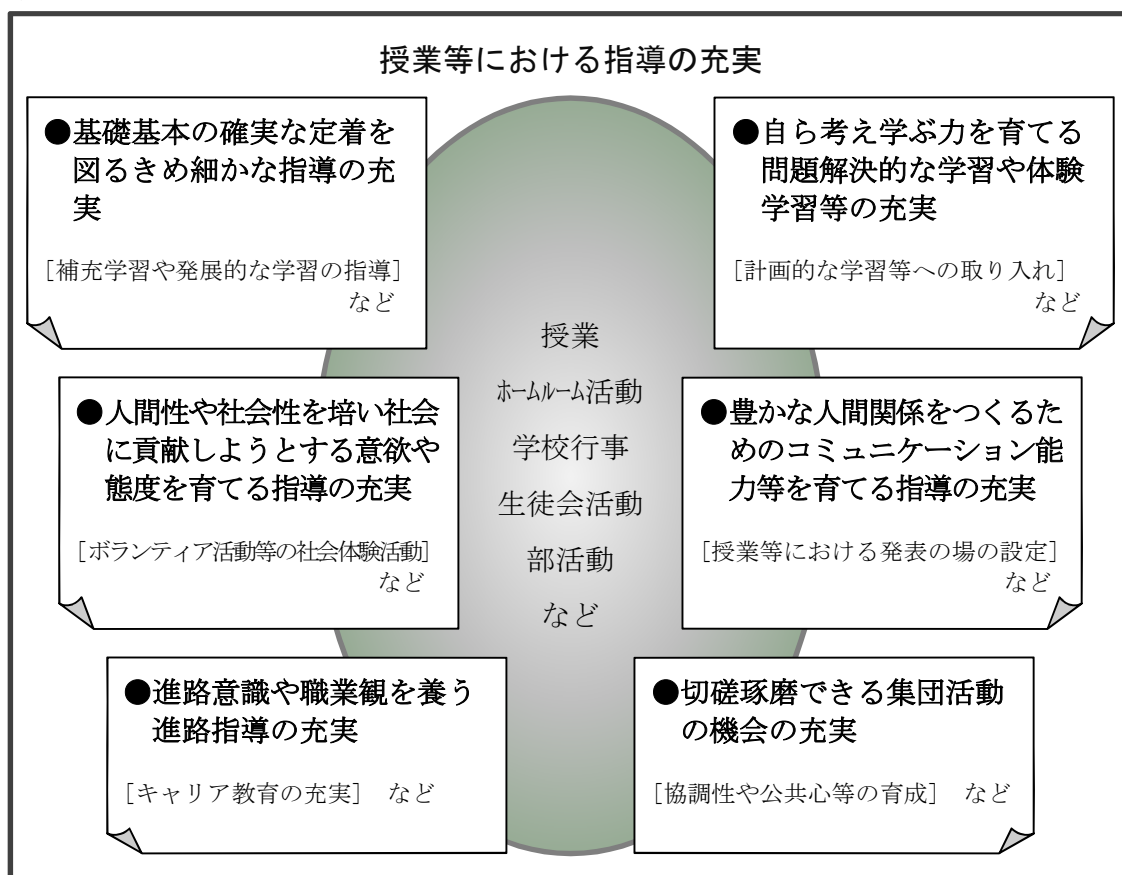 授業等における指導の充実
●基礎基本の確実な定着を
図るきめ細かな指導の充
実
［補充学習や発展的な学習の指導］
など
●自ら考え学ぶ力を育てる
問題解決的な学習や体験
学習等の充実
［計画的な学習等への取り入れ］
など
●人間性や社会性を培い社会
に貢献しようとする意欲や
態度を育てる指導の充実
［ボランティア活動等の社会体験活動］
など
授業
ﾎｰﾑﾙｰﾑ活動
学校行事
生徒会活動
部活動
など
●豊かな人間関係をつくるた
めのコミュニケーション能
力等を育てる指導の充実
［授業等における発表の場の設定］
など
●進路意識や職業観を養う
進路指導の充実
［キャリア教育の充実］　など
●切磋琢磨できる集団活動
の機会の充実
［協調性や公共心等の育成］　など